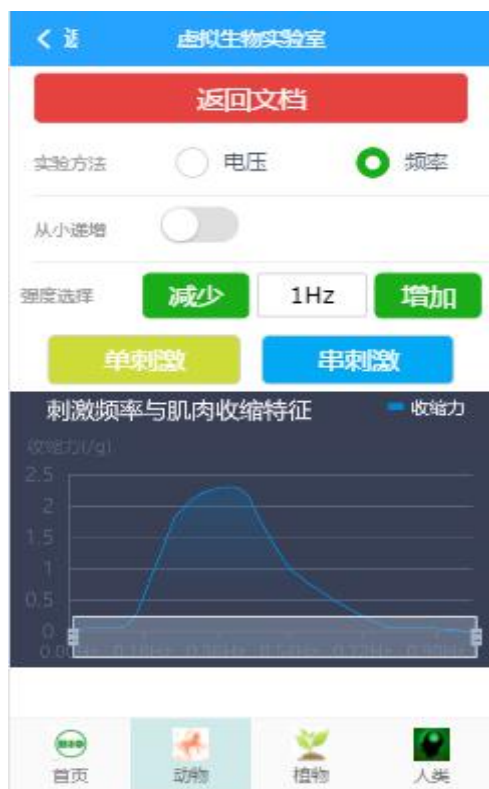 虚拟生物实验室
返回文档
实验方法 电压 频率
从小递增
强度选择 减少 1Hz 增加
单刺激 串刺激
刺激频率与肌肉收缩特征 收缩力
收缩力(/g)
2.5
2
1.5
1
0.5
0
首页 动物 植物 人类